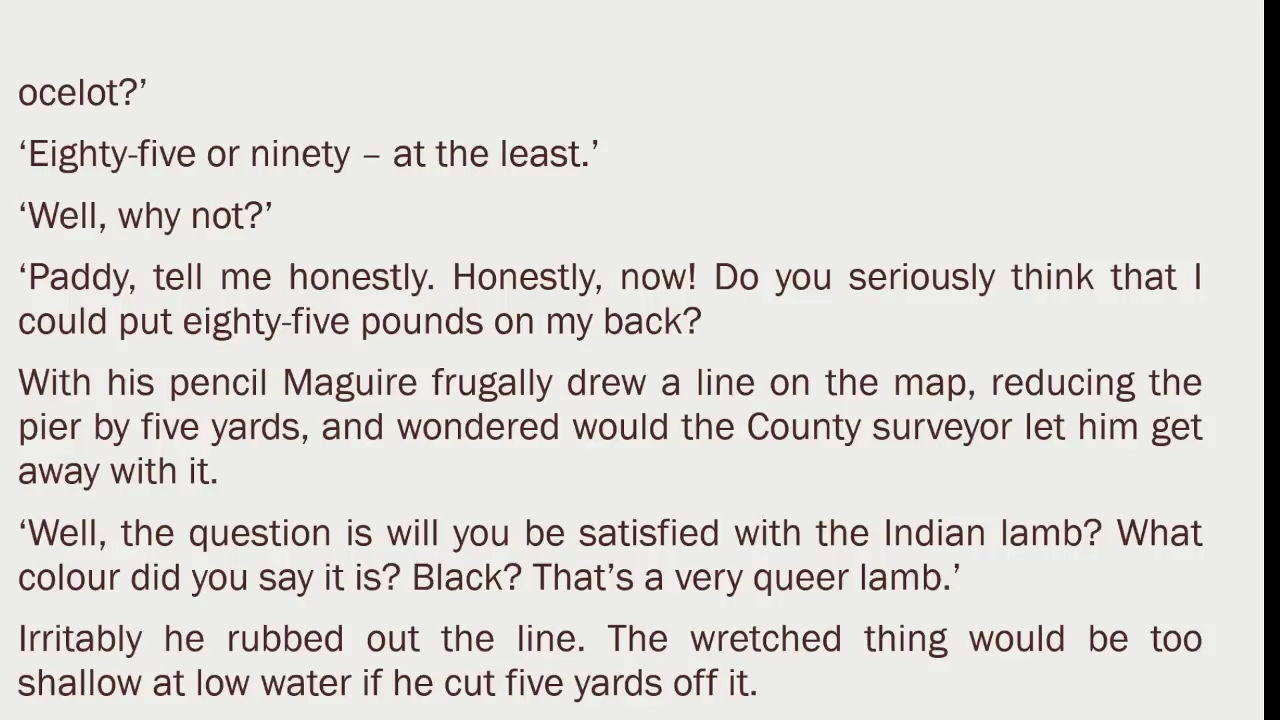 ocelot?’
‘Eighty-five or ninety – at the least.’
‘Well, why not?’
‘Paddy, tell me honestly. Honestly, now! Do you seriously think that I
could put eighty-five pounds on my back?
With his pencil Maguire frugally drew a line on the map, reducing the
pier by five yards, and wondered would the County surveyor let him get
away with it.
‘Well, the question is will you be satisfied with the Indian lamb? What
colour did you say it is? Black? That’s a very queer lamb.’
Irritably he rubbed out the line. The wretched thing would be too
shallow at low water if he cut five yards off it.